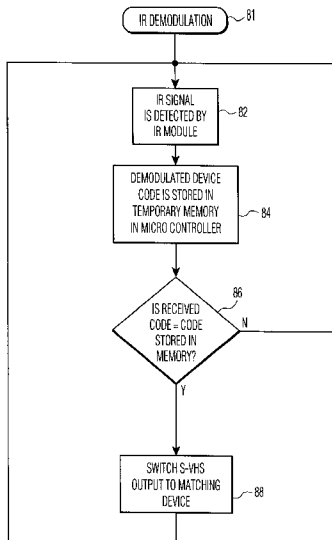 IR DEMODULATION
81
IR SIGNAL
IS DETECTED BY
IR MODULE
82
DEMODULATED DEVICE
CODE IS STORED IN
TEMPORARY MEMORY
IN MICRO CONTROLLER
84
IS RECEIVED
CODE = CODE
STORED IN
MEMORY?
86
N
Y
SWITCH S-VHS
OUTPUT TO MATCHING
DEVICE
88